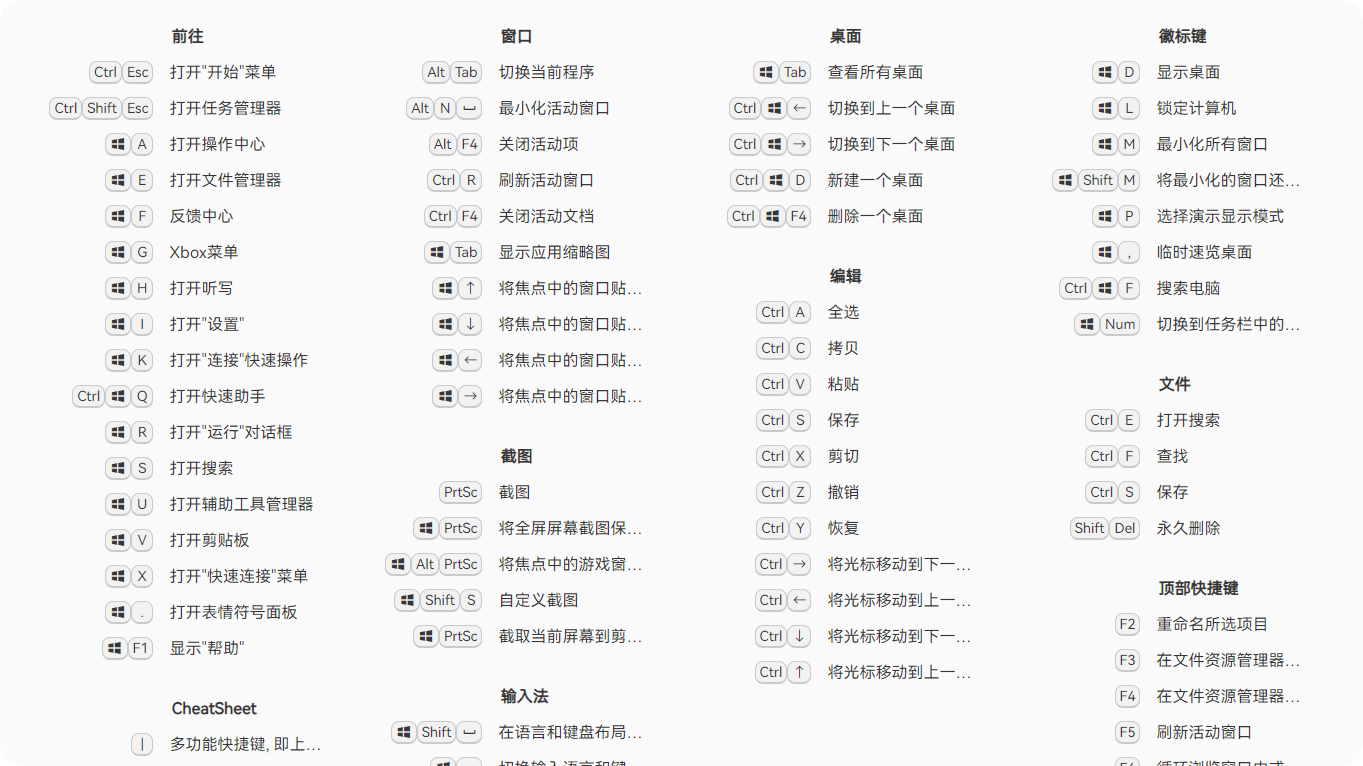 前往
Ctrl Esc 打开"开始"菜单
Ctrl Shift Esc 打开任务管理器
A 打开操作中心
E 打开文件管理器
F 反馈中心
G Xbox菜单
H 打开听写
I 打开"设置"
K 打开"连接"快速操作
Ctrl Q 打开快速助手
R 打开"运行"对话框
S 打开搜索
U 打开辅助工具管理器
V 打开剪贴板
X 打开"快速连接"菜单
. 打开表情符号面板
F1 显示"帮助"
CheatSheet
| 多功能快捷键, 即上…
窗口
Alt Tab 切换当前程序
Alt N 最小化活动窗口
Alt F4 关闭活动项
Ctrl R 刷新活动窗口
Ctrl F4 关闭活动文档
Tab 显示应用缩略图
↑ 将焦点中的窗口贴…
↓ 将焦点中的窗口贴…
← 将焦点中的窗口贴…
→ 将焦点中的窗口贴…
截图
PrtSc 截图
PrtSc 将全屏屏幕截图保…
Alt PrtSc 将焦点中的游戏窗…
Shift S 自定义截图
PrtSc 截取当前屏幕到剪…
输入法
Shift 在语言和键盘布局…
桌面
Tab 查看所有桌面
Ctrl ← 切换到上一个桌面
Ctrl → 切换到下一个桌面
Ctrl D 新建一个桌面
Ctrl F4 删除一个桌面
编辑
Ctrl A 全选
Ctrl C 拷贝
Ctrl V 粘贴
Ctrl S 保存
Ctrl X 剪切
Ctrl Z 撤销
Ctrl Y 恢复
Ctrl → 将光标移动到下一…
Ctrl ← 将光标移动到上一…
Ctrl ↓ 将光标移动到下一…
Ctrl ↑ 将光标移动到上一…
徽标键
D 显示桌面
L 锁定计算机
M 最小化所有窗口
Shift M 将最小化的窗口还…
P 选择演示显示模式
, 临时速览桌面
Ctrl F 搜索电脑
Num 切换到任务栏中的…
文件
Ctrl E 打开搜索
Ctrl F 查找
Ctrl S 保存
Shift Del 永久删除
顶部快捷键
F2 重命名所选项目
F3 在文件资源管理器…
F4 在文件资源管理器…
F5 刷新活动窗口